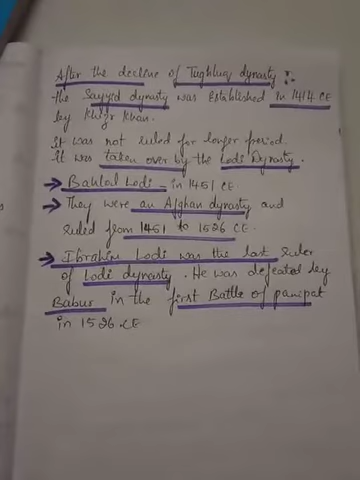 After the decline of Tughluq dynasty :
the Sayyid dynasty was established in 1414 CE
by Khizr Khan.
It was not ruled for longer period.
It was taken over by the Lodi Dynasty.
→ Bahlol Lodi - in 1451 CE
→ They were an Afghan dynasty and
ruled from 1451 to 1526 CE.
→ Ibrahim Lodi was the last ruler
of Lodi dynasty. He was defeated by
Babur in the first Battle of panipat
in 1526 CE